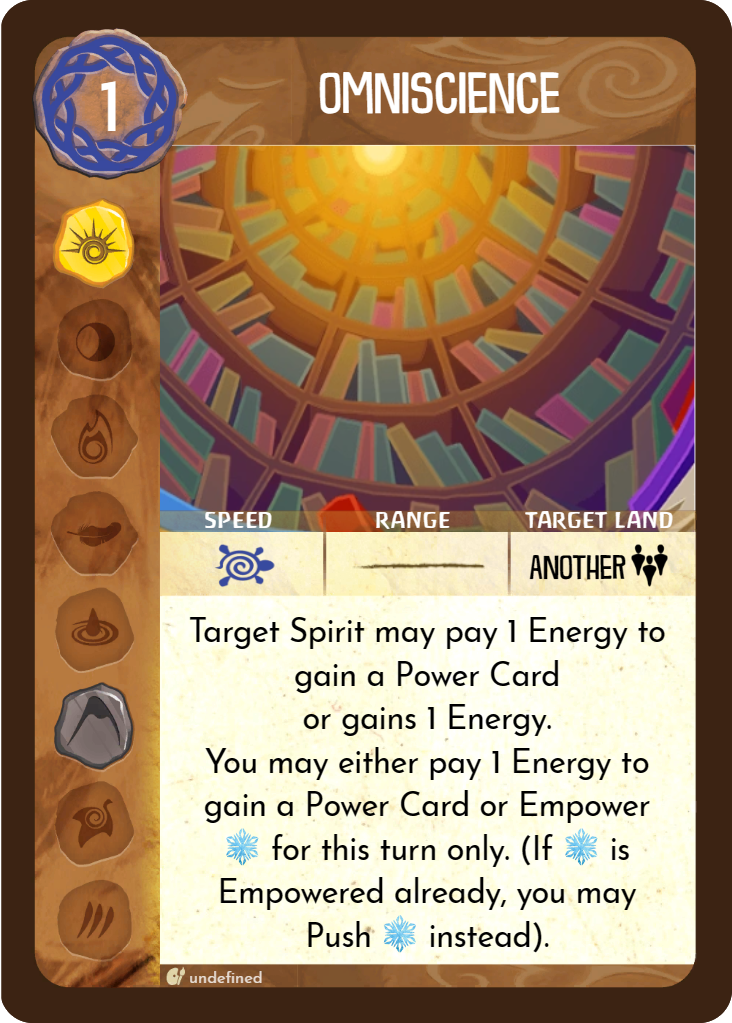 1
OMNISCIENCE
SPEED RANGE TARGET LAND
ANOTHER
Target Spirit may pay 1 Energy to
gain a Power Card
or gains 1 Energy.
You may either pay 1 Energy to
gain a Power Card or Empower
for this turn only. (If is
Empowered already, you may
Push instead).
undefined